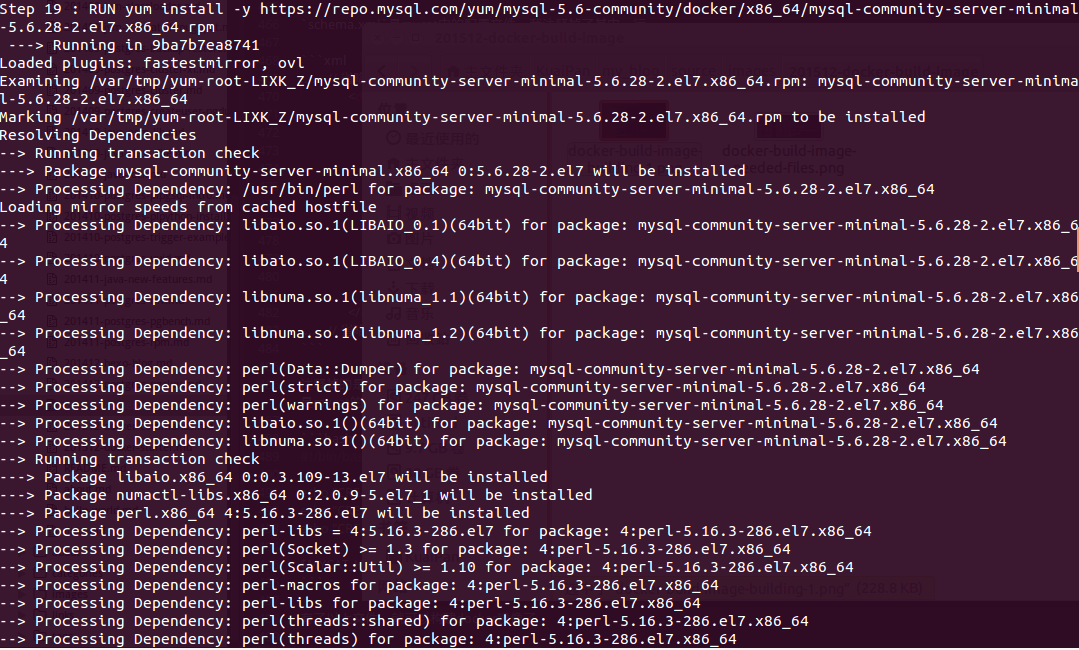 Step 19 : RUN yum install -y https://repo.mysql.com/yum/mysql-5.6-community/docker/x86_64/mysql-community-server-minimal
-5.6.28-2.el7.x86_64.rpm
 ---> Running in 9ba7b7ea8741
Loaded plugins: fastestmirror, ovl
Examining /var/tmp/yum-root-LIXK_Z/mysql-community-server-minimal-5.6.28-2.el7.x86_64.rpm: mysql-community-server-minima
l-5.6.28-2.el7.x86_64
Marking /var/tmp/yum-root-LIXK_Z/mysql-community-server-minimal-5.6.28-2.el7.x86_64.rpm to be installed
Resolving Dependencies
--> Running transaction check
---> Package mysql-community-server-minimal.x86_64 0:5.6.28-2.el7 will be installed
--> Processing Dependency: /usr/bin/perl for package: mysql-community-server-minimal-5.6.28-2.el7.x86_64
Loading mirror speeds from cached hostfile
--> Processing Dependency: libaio.so.1(LIBAIO_0.1)(64bit) for package: mysql-community-server-minimal-5.6.28-2.el7.x86_6
4
--> Processing Dependency: libaio.so.1(LIBAIO_0.4)(64bit) for package: mysql-community-server-minimal-5.6.28-2.el7.x86_6
4
--> Processing Dependency: libnuma.so.1(libnuma_1.1)(64bit) for package: mysql-community-server-minimal-5.6.28-2.el7.x86
_64
--> Processing Dependency: libnuma.so.1(libnuma_1.2)(64bit) for package: mysql-community-server-minimal-5.6.28-2.el7.x86
_64
--> Processing Dependency: perl(Data::Dumper) for package: mysql-community-server-minimal-5.6.28-2.el7.x86_64
--> Processing Dependency: perl(strict) for package: mysql-community-server-minimal-5.6.28-2.el7.x86_64
--> Processing Dependency: perl(warnings) for package: mysql-community-server-minimal-5.6.28-2.el7.x86_64
--> Processing Dependency: libaio.so.1()(64bit) for package: mysql-community-server-minimal-5.6.28-2.el7.x86_64
--> Processing Dependency: libnuma.so.1()(64bit) for package: mysql-community-server-minimal-5.6.28-2.el7.x86_64
--> Running transaction check
---> Package libaio.x86_64 0:0.3.109-13.el7 will be installed
---> Package numactl-libs.x86_64 0:2.0.9-5.el7_1 will be installed
---> Package perl.x86_64 4:5.16.3-286.el7 will be installed
--> Processing Dependency: perl-libs = 4:5.16.3-286.el7 for package: 4:perl-5.16.3-286.el7.x86_64
--> Processing Dependency: perl(Socket) >= 1.3 for package: 4:perl-5.16.3-286.el7.x86_64
--> Processing Dependency: perl(Scalar::Util) >= 1.10 for package: 4:perl-5.16.3-286.el7.x86_64
--> Processing Dependency: perl-macros for package: 4:perl-5.16.3-286.el7.x86_64
--> Processing Dependency: perl-libs for package: 4:perl-5.16.3-286.el7.x86_64
--> Processing Dependency: perl(threads::shared) for package: 4:perl-5.16.3-286.el7.x86_64
--> Processing Dependency: perl(threads) for package: 4:perl-5.16.3-286.el7.x86_64